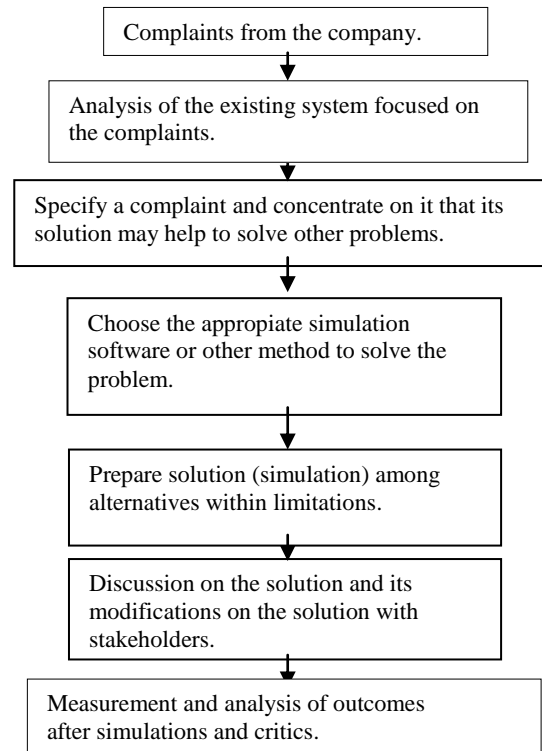 Complaints from the company.
Analysis of the existing system focused on
the complaints.
Specify a complaint and concentrate on it that its
solution may help to solve other problems.
Choose the appropiate simulation
software or other method to solve the
problem.
Prepare solution (simulation) among
alternatives within limitations.
Discussion on the solution and its
modifications on the solution with
stakeholders.
Measurement and analysis of outcomes
after simulations and critics.